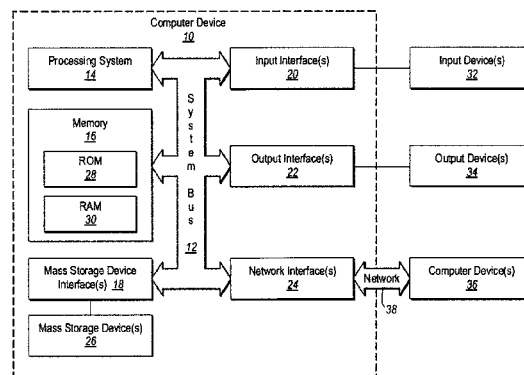 Computer Device
10
Processing System
14
Input Interface(s)
20
Input Device(s)
32
Memory
16
ROM
28
RAM
30
System Bus
12
Output Interface(s)
22
Output Device(s)
34
Mass Storage Device
Interface(s) 18
Network Interface(s)
24
Network
38
Computer Device(s)
36
Mass Storage Device(s)
26